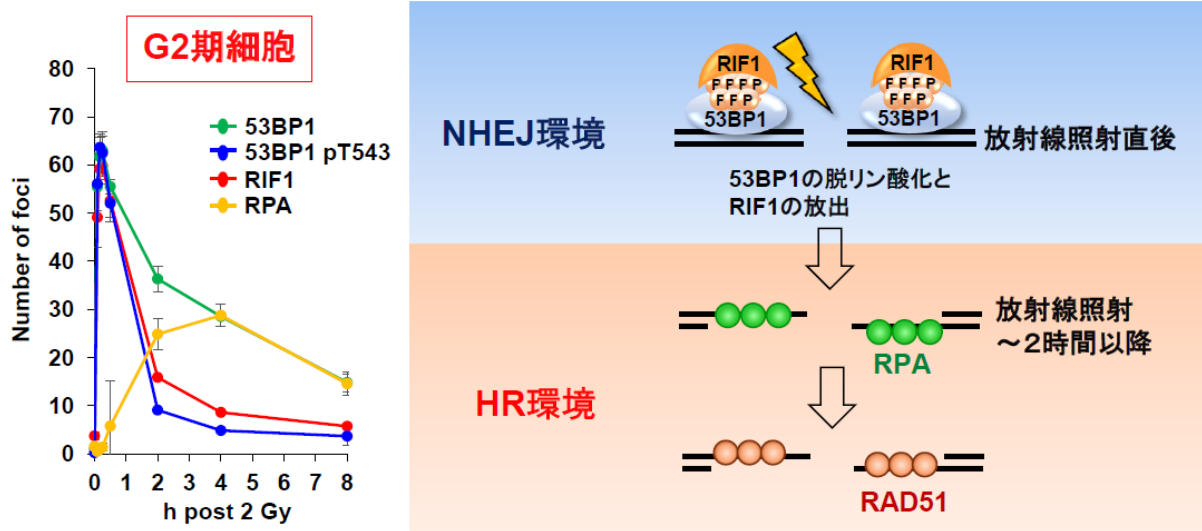 G2期細胞
80
70
60
50
40
30
20
10
0
Number of foci
53BP1
53BP1 pT543
RIF1
RPA
0 1 2 3 4 5 6 7 8
h post 2 Gy
NHEJ環境
RIF1
F F F P
F F P
53BP1
RIF1
F F F P
F F P
53BP1
放射線照射直後
53BP1の脱リン酸化と
RIF1の放出
HR環境
RPA
放射線照射
～2時間以降
RAD51